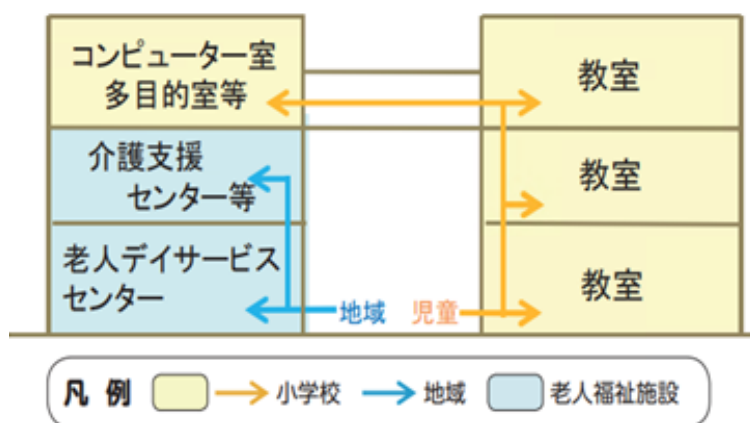 コンピューター室
多目的室等
教室
介護支援
センター等
教室
老人デイサービス
センター
教室
地域
児童
凡例
小学校
地域
老人福祉施設